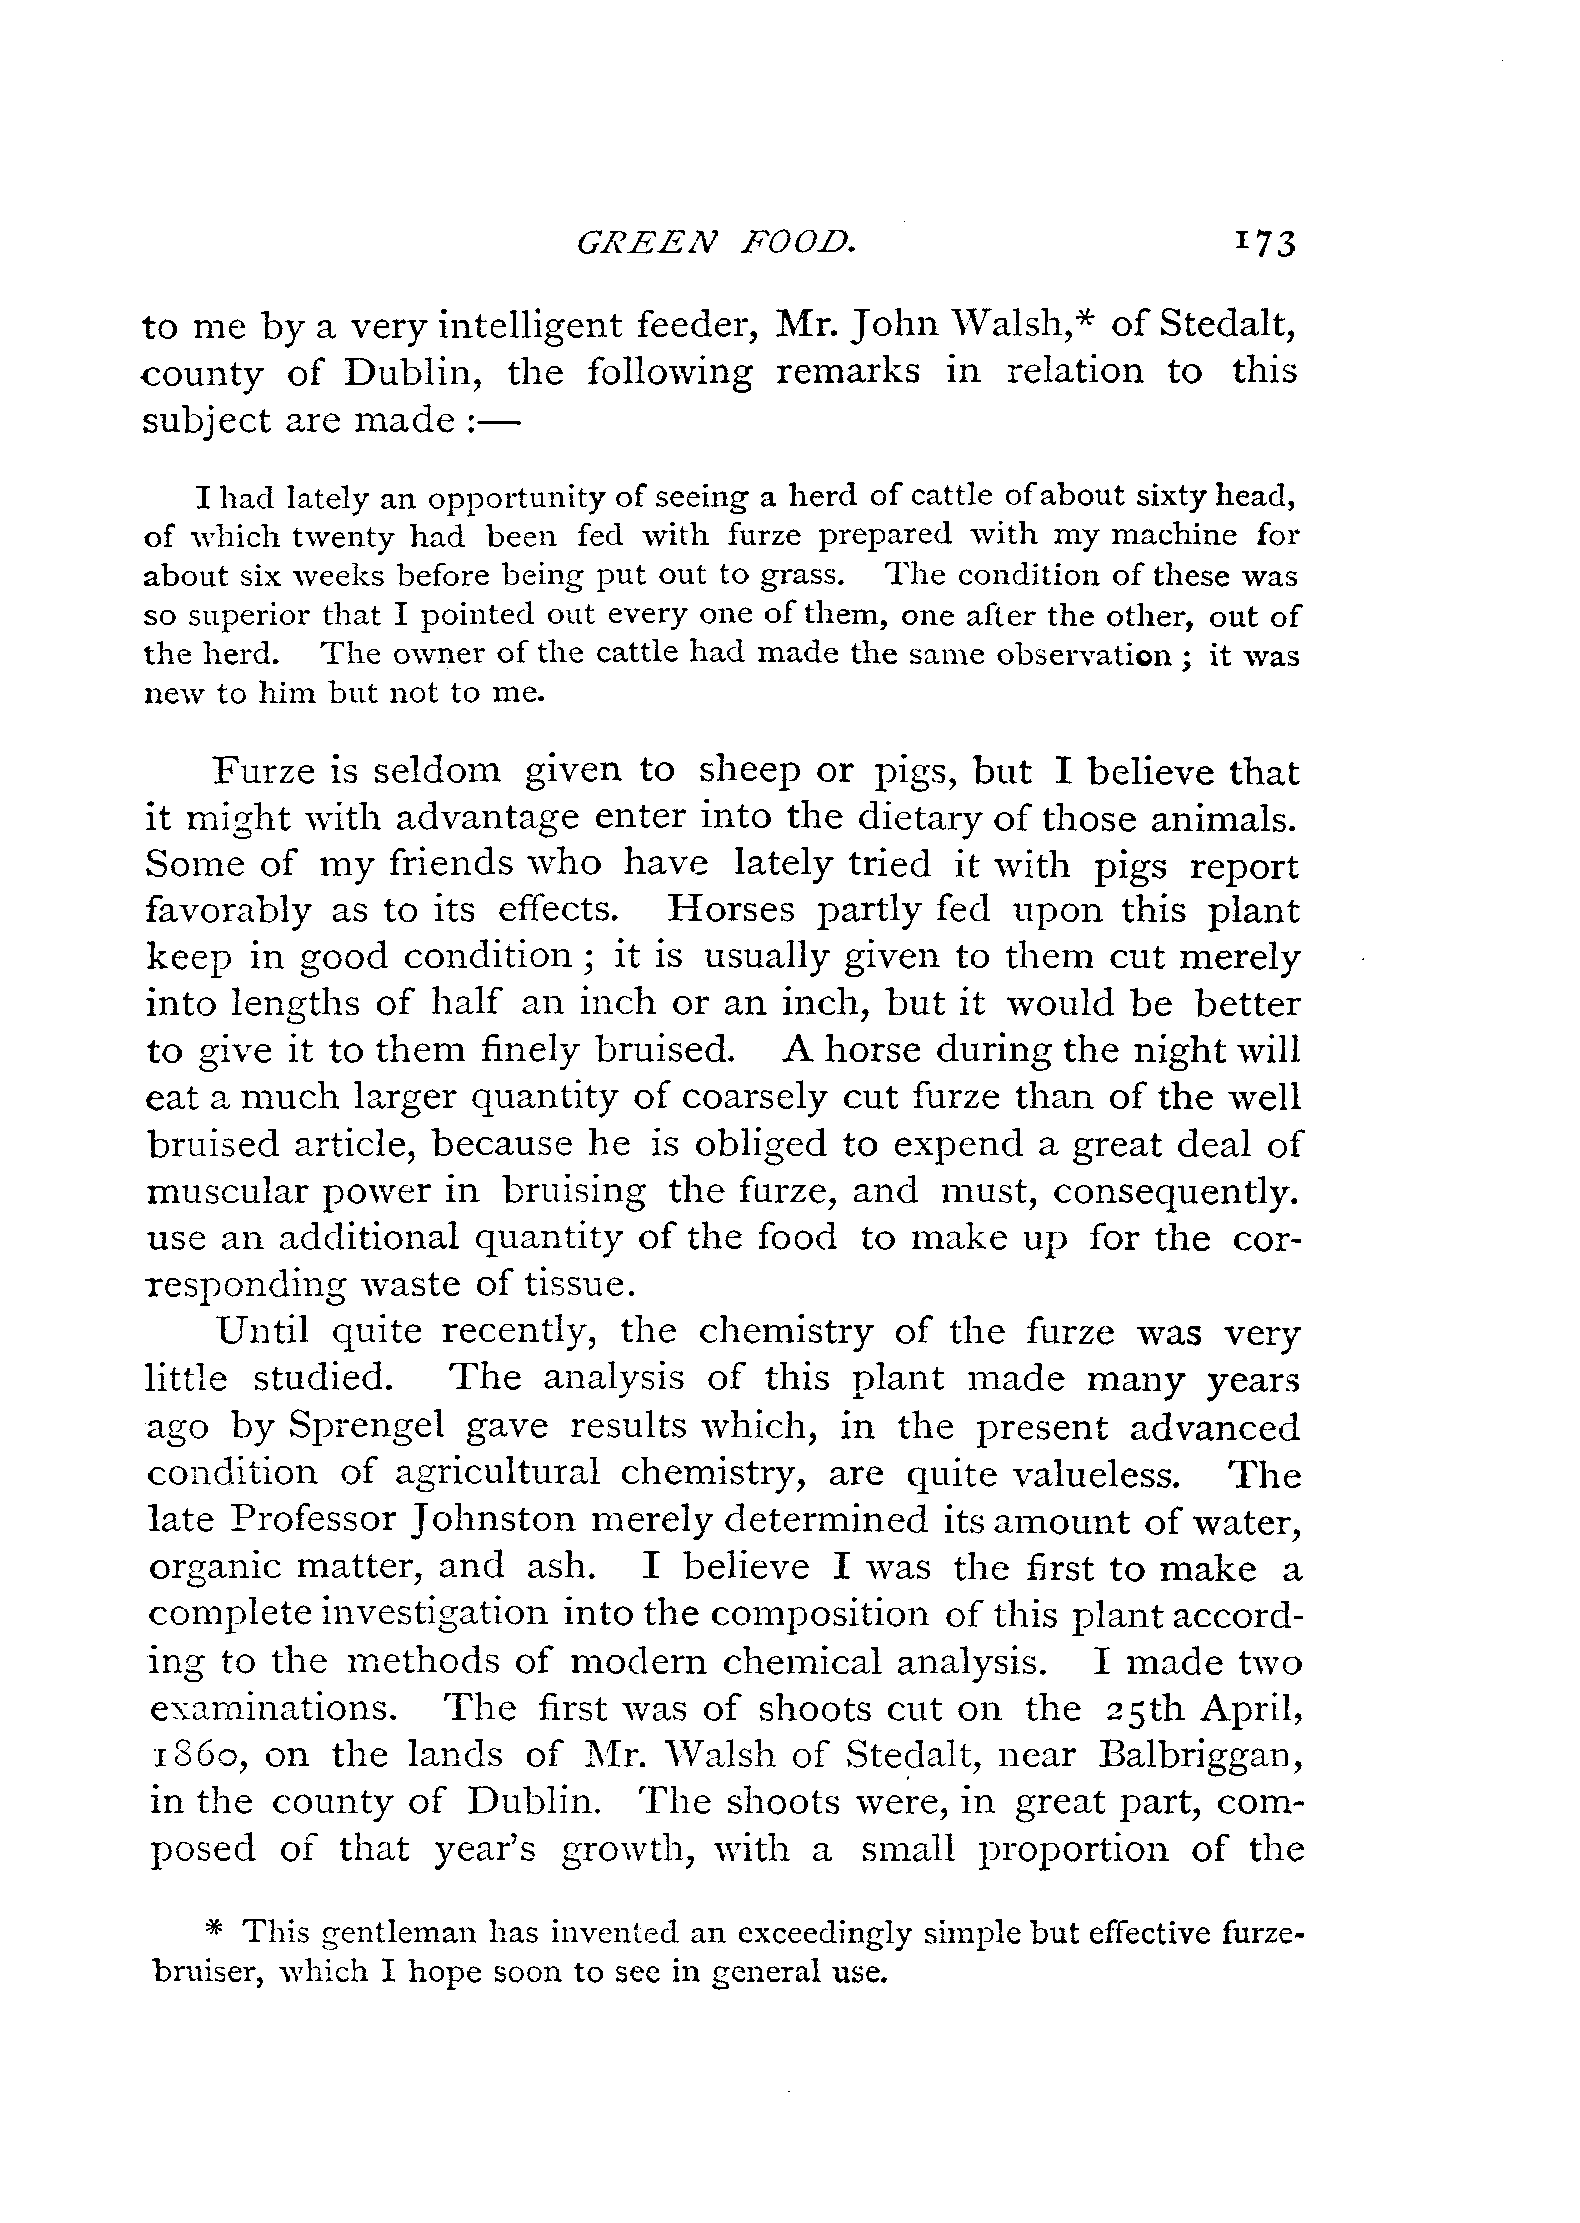 GREEN FOOD. 173
to me by a very intelligent feeder, Mr. John Walsh,* of Stedalt,
county of Dublin, the following remarks in relation to this
subject are made :—
I had lately an opportunity of seeing a herd of cattle of about sixty head,
of which twenty had been fed with furze prepared with my machine for
about six weeks before being put out to grass. The condition of these was
so superior that I pointed out every one of them, one after the other, out of
the herd. The owner of the cattle had made the same observation ; it was
new to him but not to me.
Furze is seldom given to sheep or pigs, but I believe that
it might with advantage enter into the dietary of those animals.
Some of my friends who have lately tried it with pigs report
favorably as to its effects. Horses partly fed upon this plant
keep in good condition ; it is usually given to them cut merely
into lengths of half an inch or an inch, but it would be better
to give it to them finely bruised. A horse during the night will
eat a much larger quantity of coarsely cut furze than of the well
bruised article, because he is obliged to expend a great deal of
muscular power in bruising the furze, and must, consequently.
use an additional quantity of the food to make up for the cor-
responding waste of tissue.
Until quite recently, the chemistry of the furze was very
little studied. The analysis of this plant made many years
ago by Sprengel gave results which, in the present advanced
condition of agricultural chemistry, are quite valueless. The
late Professor Johnston merely determined its amount of water,
organic matter, and ash. I believe I was the first to make a
complete investigation into the composition of this plant accord-
ing to the methods of modern chemical analysis. I made two
examinations. The first was of shoots cut on the 25th April,
1860, on the lands of Mr. Walsh of Stedalt, near Balbriggan,
in the county of Dublin. The shoots were, in great part, com-
posed of that year's growth, with a small proportion of the
* This gentleman has invented an exceedingly simple but effective furze-
bruiser, which I hope soon to see in general use.